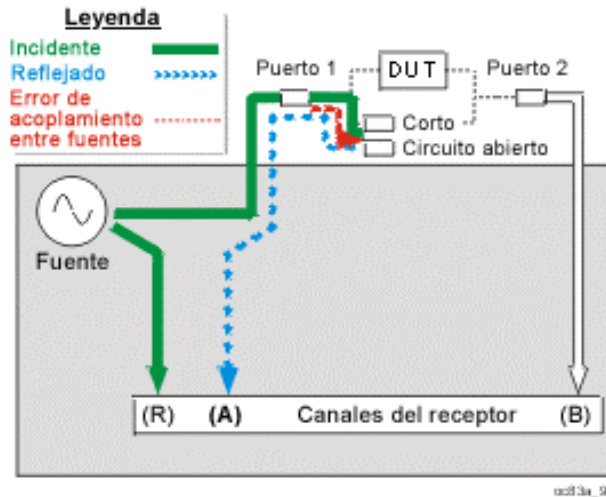 Leyenda
Incidente
Reflejado
Error de
acoplamiento
entre fuentes
Puerto 1
DUT
Puerto 2
Corto
Circuito abierto
Fuente
(R) (A) Canales del receptor (B)